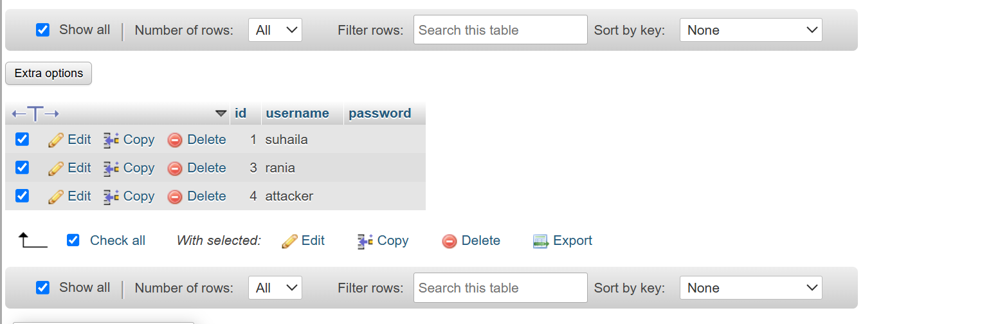 Show all Number of rows: All Filter rows: Search this table Sort by key: None
Extra options
id username password
Edit Copy Delete 1 suhaila
Edit Copy Delete 3 rania
Edit Copy Delete 4 attacker
Check all With selected: Edit Copy Delete Export
Show all Number of rows: All Filter rows: Search this table Sort by key: None